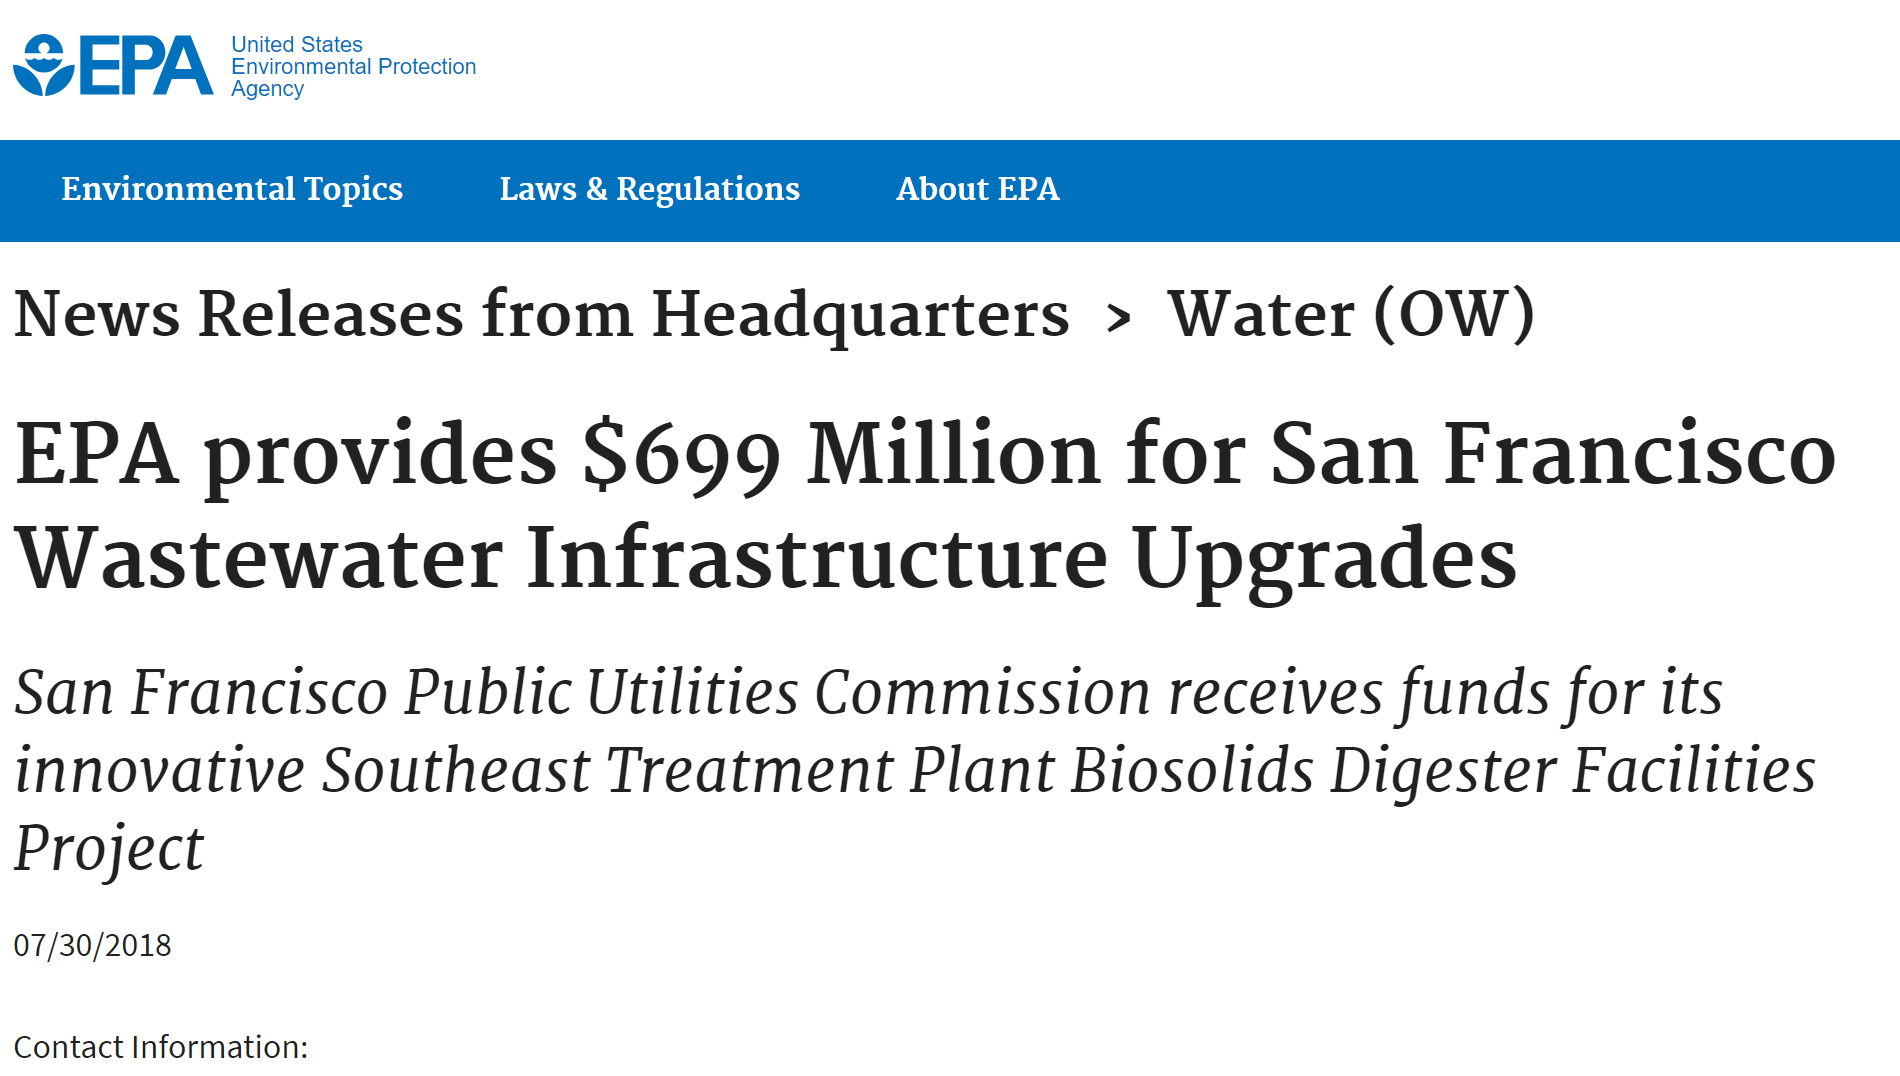 EPA
United States
Environmental Protection
Agency
Environmental Topics Laws & Regulations About EPA
News Releases from Headquarters > Water (OW)
EPA provides $699 Million for San Francisco
Wastewater Infrastructure Upgrades
San Francisco Public Utilities Commission receives funds for its
innovative Southeast Treatment Plant Biosolids Digester Facilities
Project
07/30/2018
Contact Information: